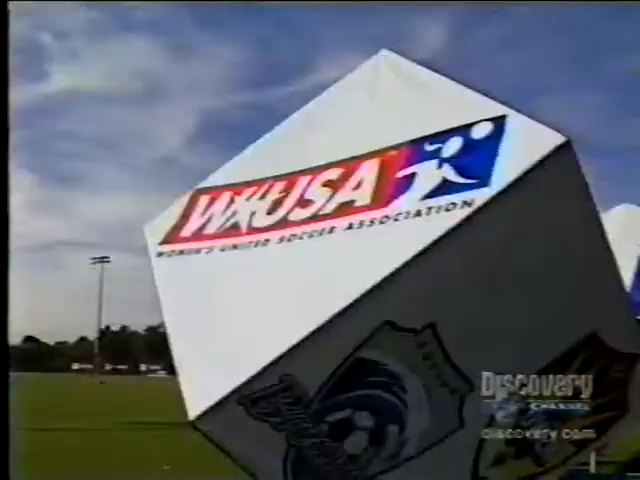 WUSA
WOMEN'S UNITED SOCCER ASSOCIATION
Discovery
CHANNEL
discovery.com